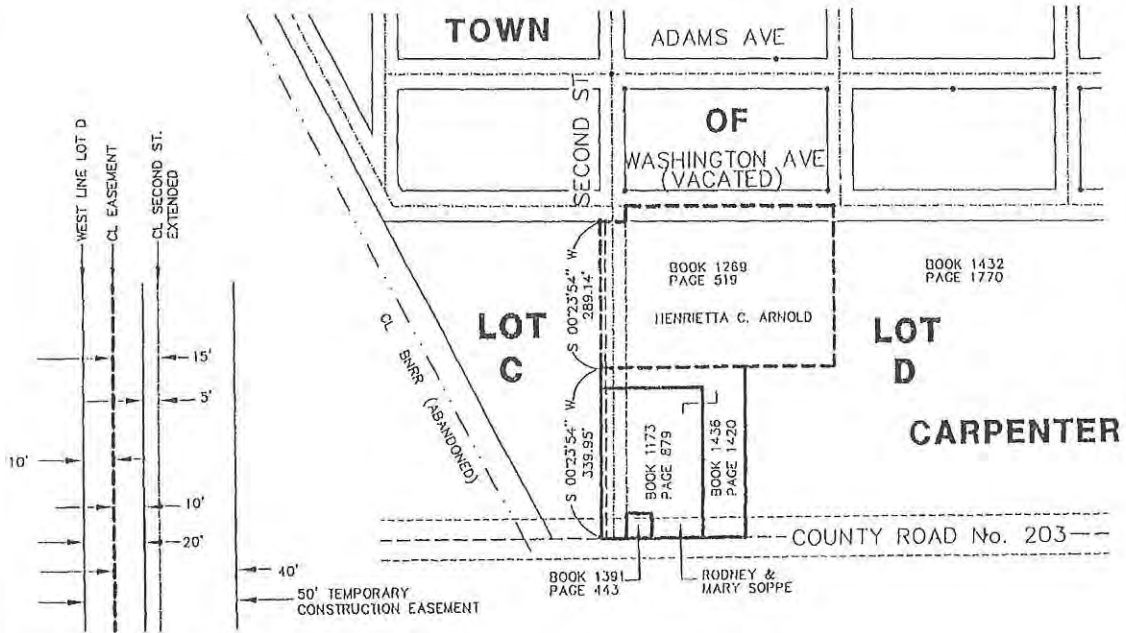 TOWN
ADAMS AVE
SECOND ST
OF
WASHINGTON AVE
(VACATED)
WEST LINE LOT D
CL EASEMENT
CL SECOND ST.
EXTENDED
15'
5'
10'
10'
20'
40'
50' TEMPORARY
CONSTRUCTION EASEMENT
CL BNRR (ABANDONED)
LOT
C
S 00°23'54" W
289.14'
S 00°23'54" W
339.95'
BOOK 1269
PAGE 519
HENRIETTA C. ARNOLD
BOOK 1432
PAGE 1770
LOT
D
CARPENTER
BOOK 1173
PAGE 879
BOOK 1436
PAGE 1420
COUNTY ROAD No. 203
BOOK 1391
PAGE 443
RODNEY &
MARY SOPPE